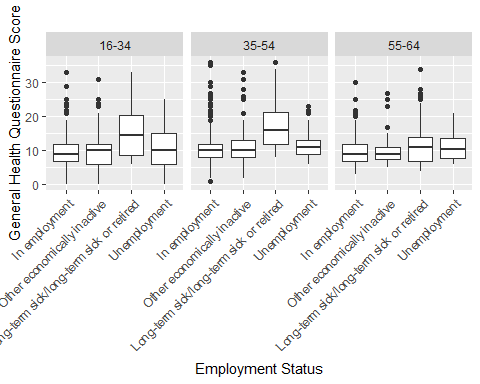 General Health Questionnaire Score
16-34
35-54
55-64
30
20
10
0
In employment
Other economically inactive
Long-term sick/long-term sick or retired
Unemployment
In employment
Other economically inactive
Long-term sick/long-term sick or retired
Unemployment
In employment
Other economically inactive
Long-term sick/long-term sick or retired
Unemployment
Employment Status